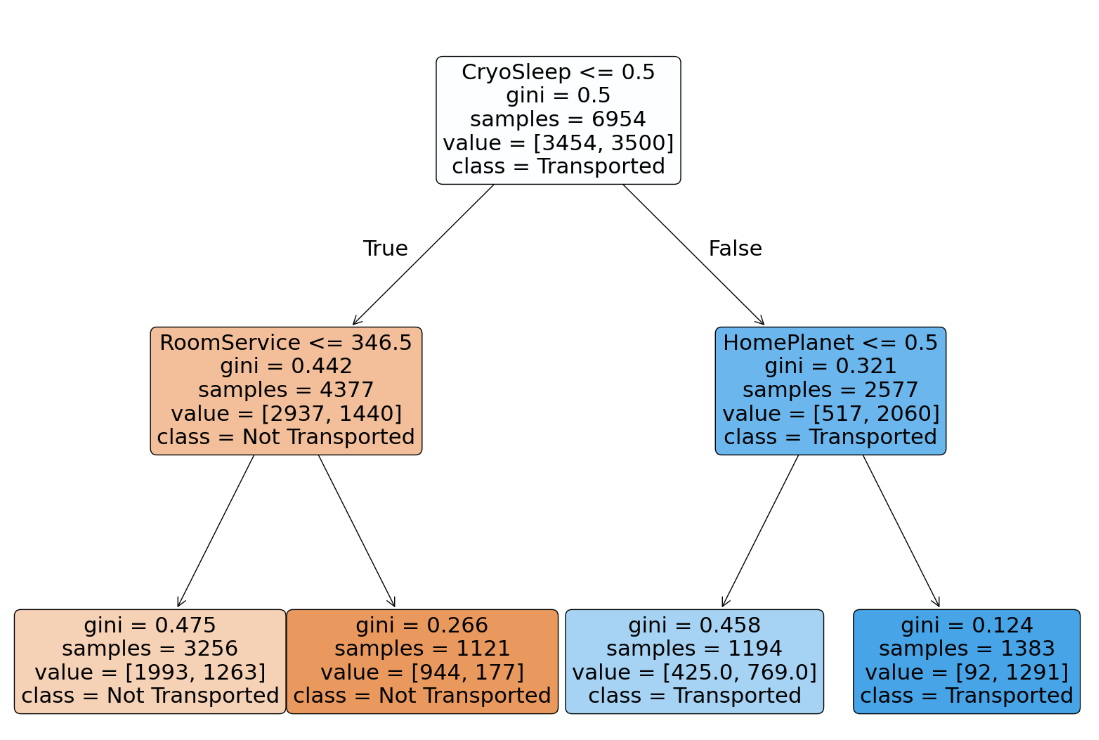 CryoSleep <= 0.5
gini = 0.5
samples = 6954
value = [3454, 3500]
class = Transported
True
False
RoomService <= 346.5
gini = 0.442
samples = 4377
value = [2937, 1440]
class = Not Transported
HomePlanet <= 0.5
gini = 0.321
samples = 2577
value = [517, 2060]
class = Transported
gini = 0.475
samples = 3256
value = [1993, 1263]
class = Not Transported
gini = 0.266
samples = 1121
value = [944, 177]
class = Not Transported
gini = 0.458
samples = 1194
value = [425.0, 769.0]
class = Transported
gini = 0.124
samples = 1383
value = [92, 1291]
class = Transported